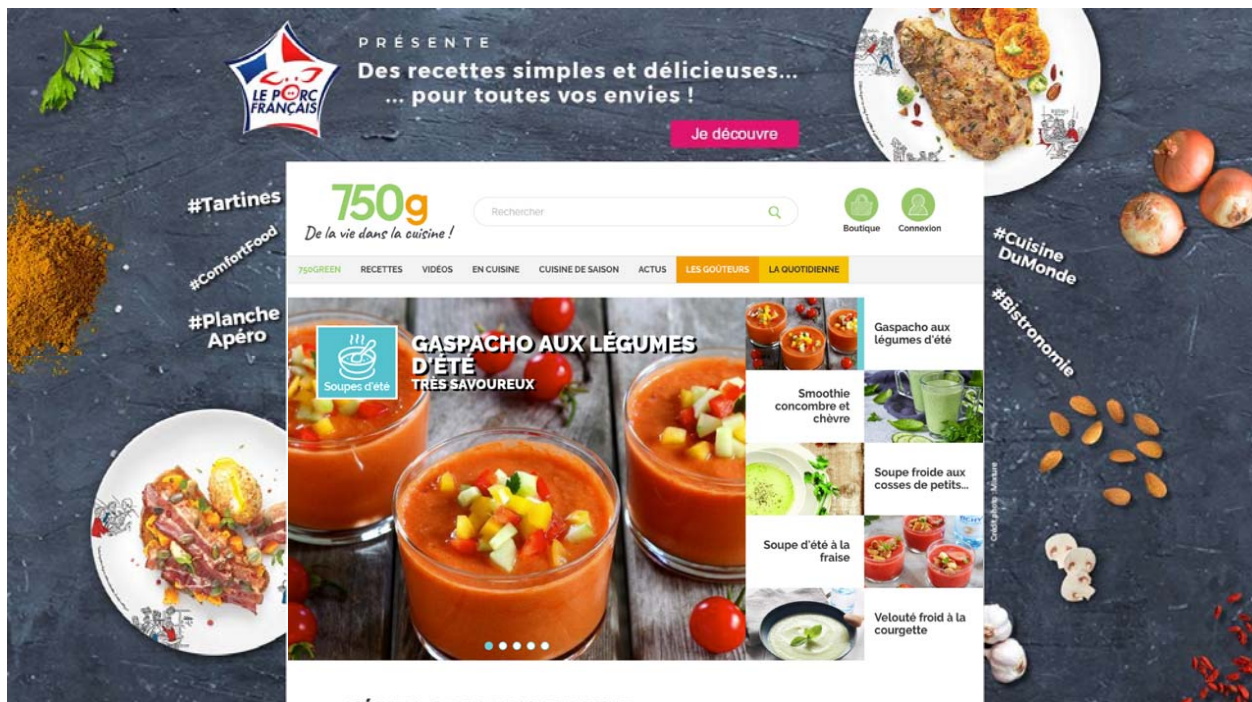 PRÉSENTE
Des recettes simples et délicieuses...
... pour toutes vos envies !
LE PORC
FRANÇAIS
Je découvre
#Tartines
#ComfortFood
#Planche
Apéro
750g
De la vie dans la cuisine !
Rechercher
Boutique
Connexion
#Cuisine
DuMonde
#Bistronomie
750GREEN
RECETTES
VIDÉOS
EN CUISINE
CUISINE DE SAISON
ACTUS
LES GOÛTEURS
LA QUOTIDIENNE
Soupes d'été
GASPACHO AUX LÉGUMES
D'ÉTÉ
TRÈS SAVOUREUX
Gaspacho aux
légumes d'été
Smoothie
concombre et
chèvre
Soupe froide aux
cosses de petits...
Soupe d'été à la
fraise
Velouté froid à la
courgette
Crédit photo : Mixture